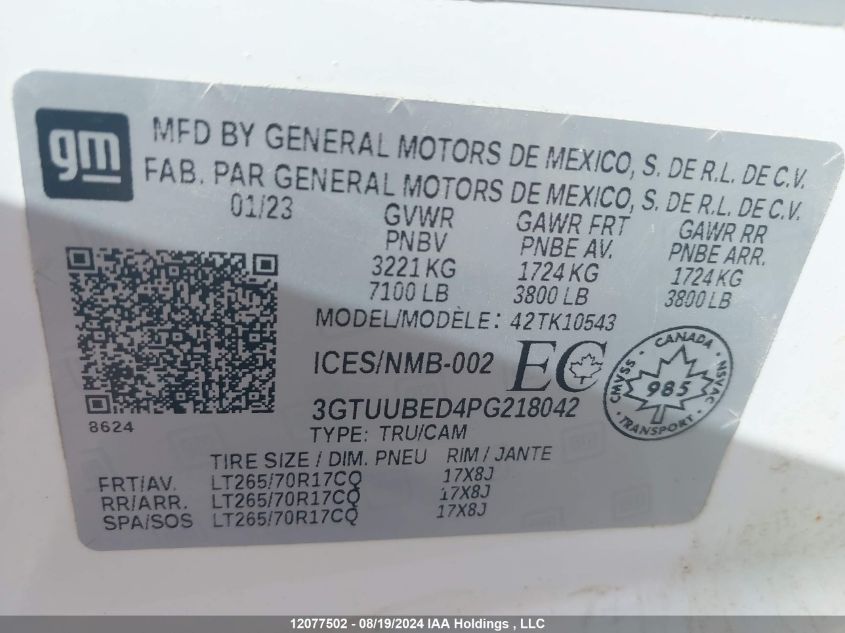 gm
MFD BY GENERAL MOTORS DE MEXICO, S. DE R.L. DE C.V.
FAB. PAR GENERAL MOTORS DE MEXICO, S. DE R.L. DE C.V.
01/23 GVWR GAWR FRT GAWR RR
PNBV PNBE AV. PNBE ARR.
3221 KG 1724 KG 1724 KG
7100 LB 3800 LB 3800 LB
MODEL/MODÈLE: 42TK10543
ICES/NMB-002 EC
CANADA CMVSS NSVAC 985 TRANSPORT
3GTUUBED4PG218042
8624
TYPE: TRU/CAM
TIRE SIZE / DIM. PNEU RIM / JANTE
FRT/AV. LT265/70R17CQ 17X8J
RR/ARR. LT265/70R17CQ 17X8J
SPA/SOS LT265/70R17CQ 17X8J
12077502 - 08/19/2024 IAA Holdings , LLC